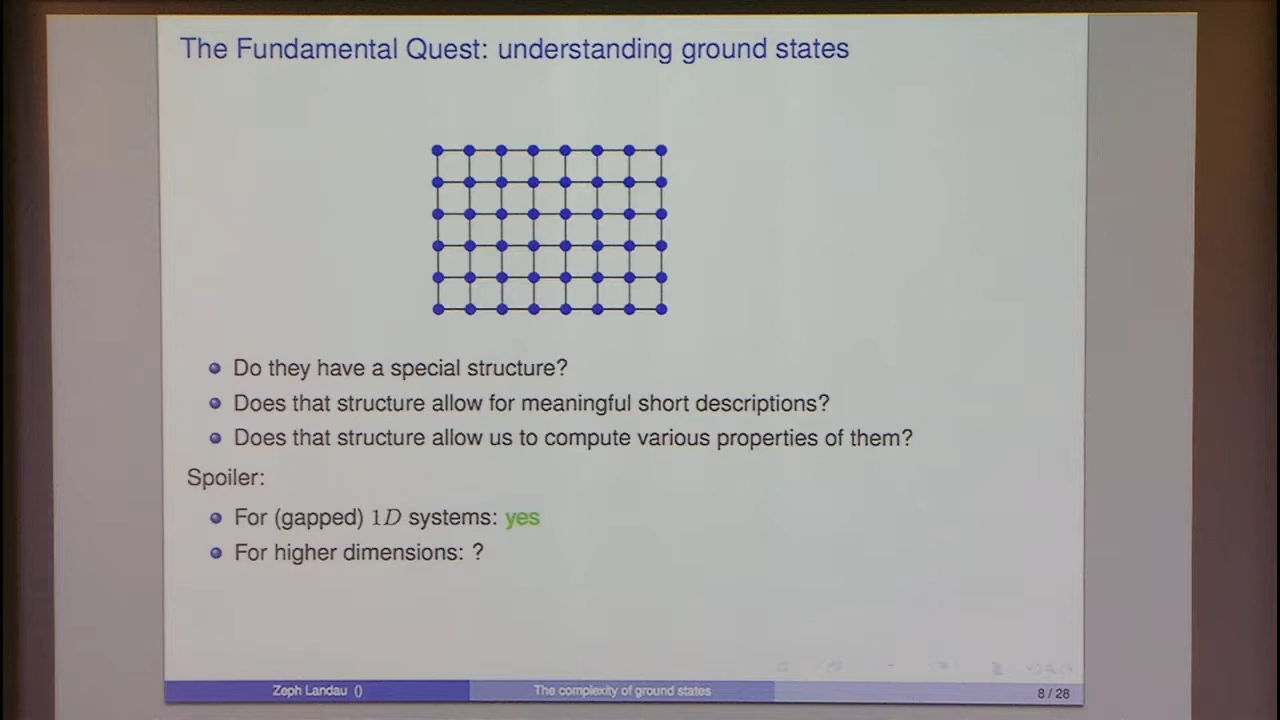 The Fundamental Quest: understanding ground states
Do they have a special structure?
Does that structure allow for meaningful short descriptions?
Does that structure allow us to compute various properties of them?
Spoiler:
For (gapped) 1D systems: yes
For higher dimensions: ?
Zeph Landau ()
The complexity of ground states
8 / 28